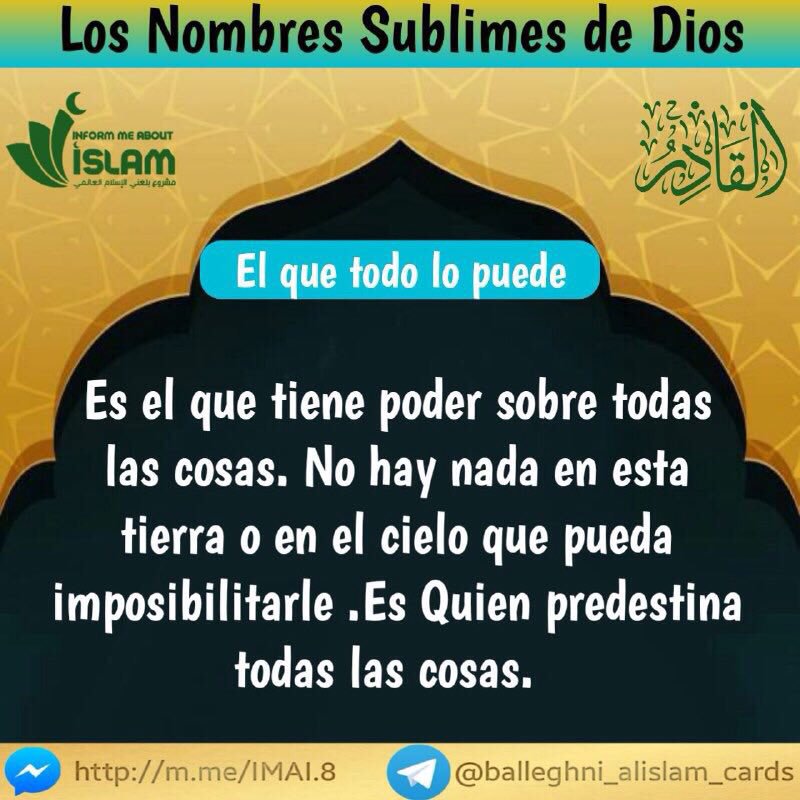 Los Nombres Sublimes de Dios
INFORM ME ABOUT
ISLAM
مشروع بلغني الإسلام العالمي
القَادِرُ
El que todo lo puede
Es el que tiene poder sobre todas
las cosas. No hay nada en esta
tierra o en el cielo que pueda
imposibilitarle .Es Quien predestina
todas las cosas.
http://m.me/IMAI.8
@balleghni_alislam_cards